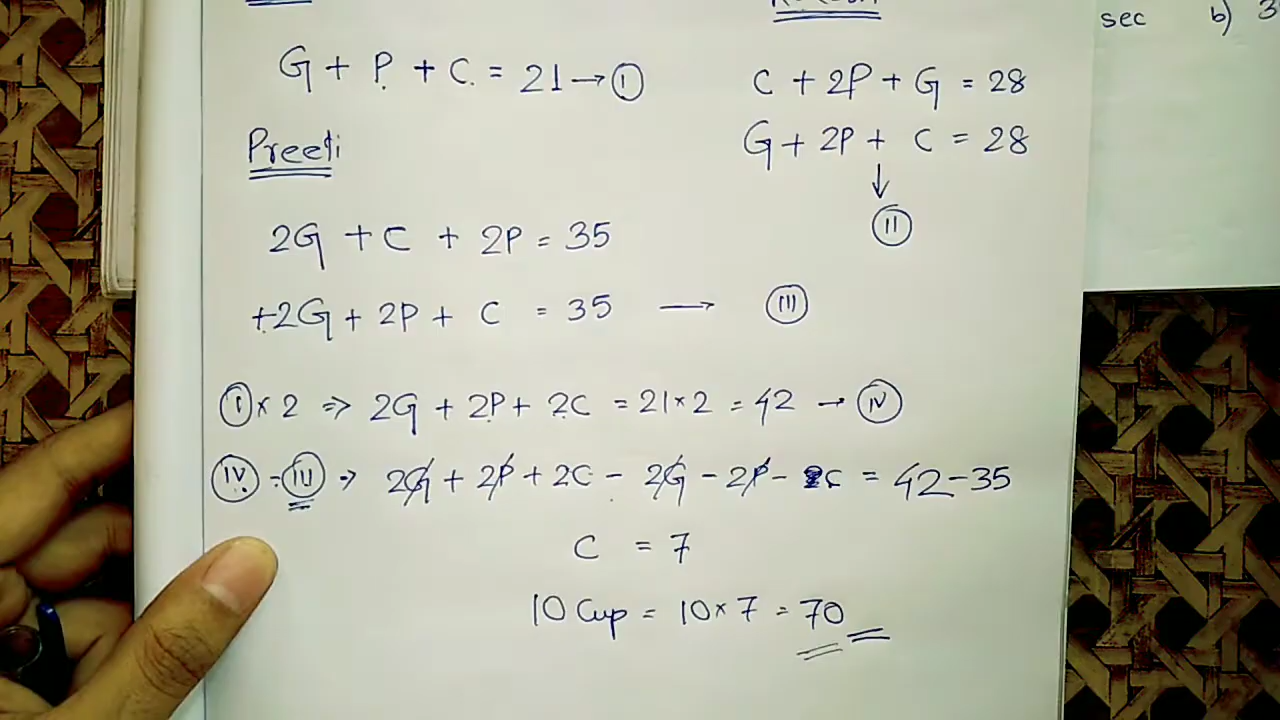 G + P + C = 21 → I
Preeti
2G + C + 2P = 35
+2G + 2P + C = 35 → III
C + 2P + G = 28
G + 2P + C = 28
↓
II
I × 2 ⇒ 2G + 2P + 2C = 21 × 2 = 42 → IV
IV - III ⇒ 2G + 2P + 2C - 2G - 2P - C = 42 - 35
C = 7
10 Cup = 10 × 7 = 70
sec b) 3